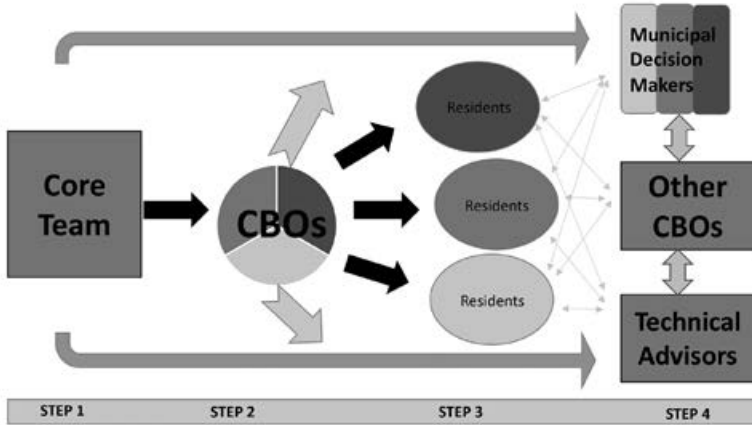 Municipal
Decision
Makers
Residents
Core
Team
CBOs
Residents
Other
CBOs
Residents
Technical
Advisors
STEP 1 STEP 2 STEP 3 STEP 4